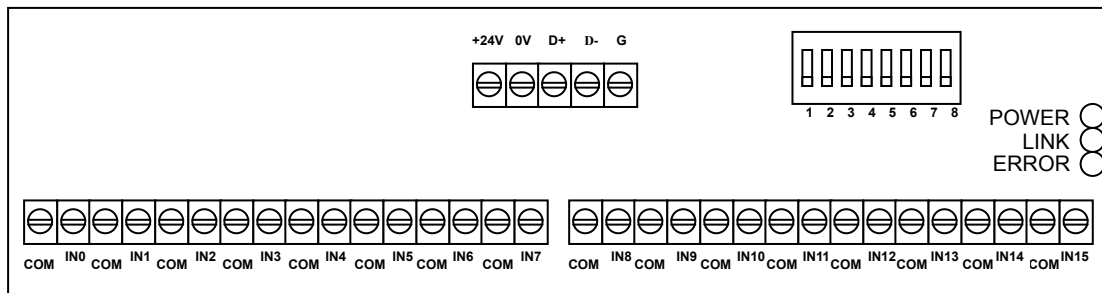 +24V 0V D+ D- G
1 2 3 4 5 6 7 8
POWER
LINK
ERROR
COM IN0 COM IN1 COM IN2 COM IN3 COM IN4 COM IN5 COM IN6 COM IN7 COM IN8 COM IN9 COM IN10 COM IN11 COM IN12 COM IN13 COM IN14 COM IN15